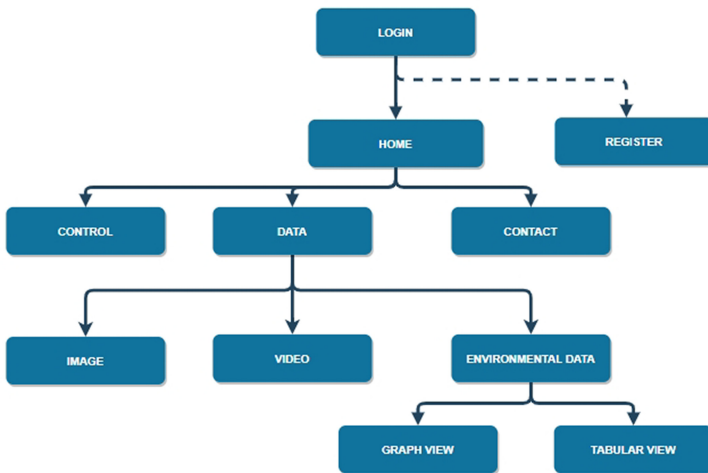 LOGIN
HOME
REGISTER
CONTROL
DATA
CONTACT
IMAGE
VIDEO
ENVIRONMENTAL DATA
GRAPH VIEW
TABULAR VIEW